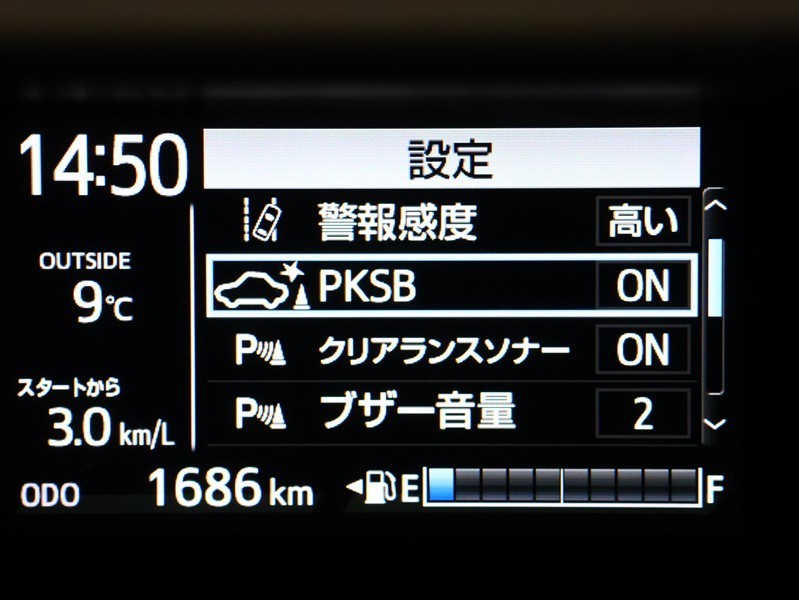 14:50
設定
警報感度 高い
OUTSIDE
9℃
PKSB ON
P クリアランスソナー ON
スタートから
3.0 km/L
P ブザー音量 2
ODO 1686 km E F